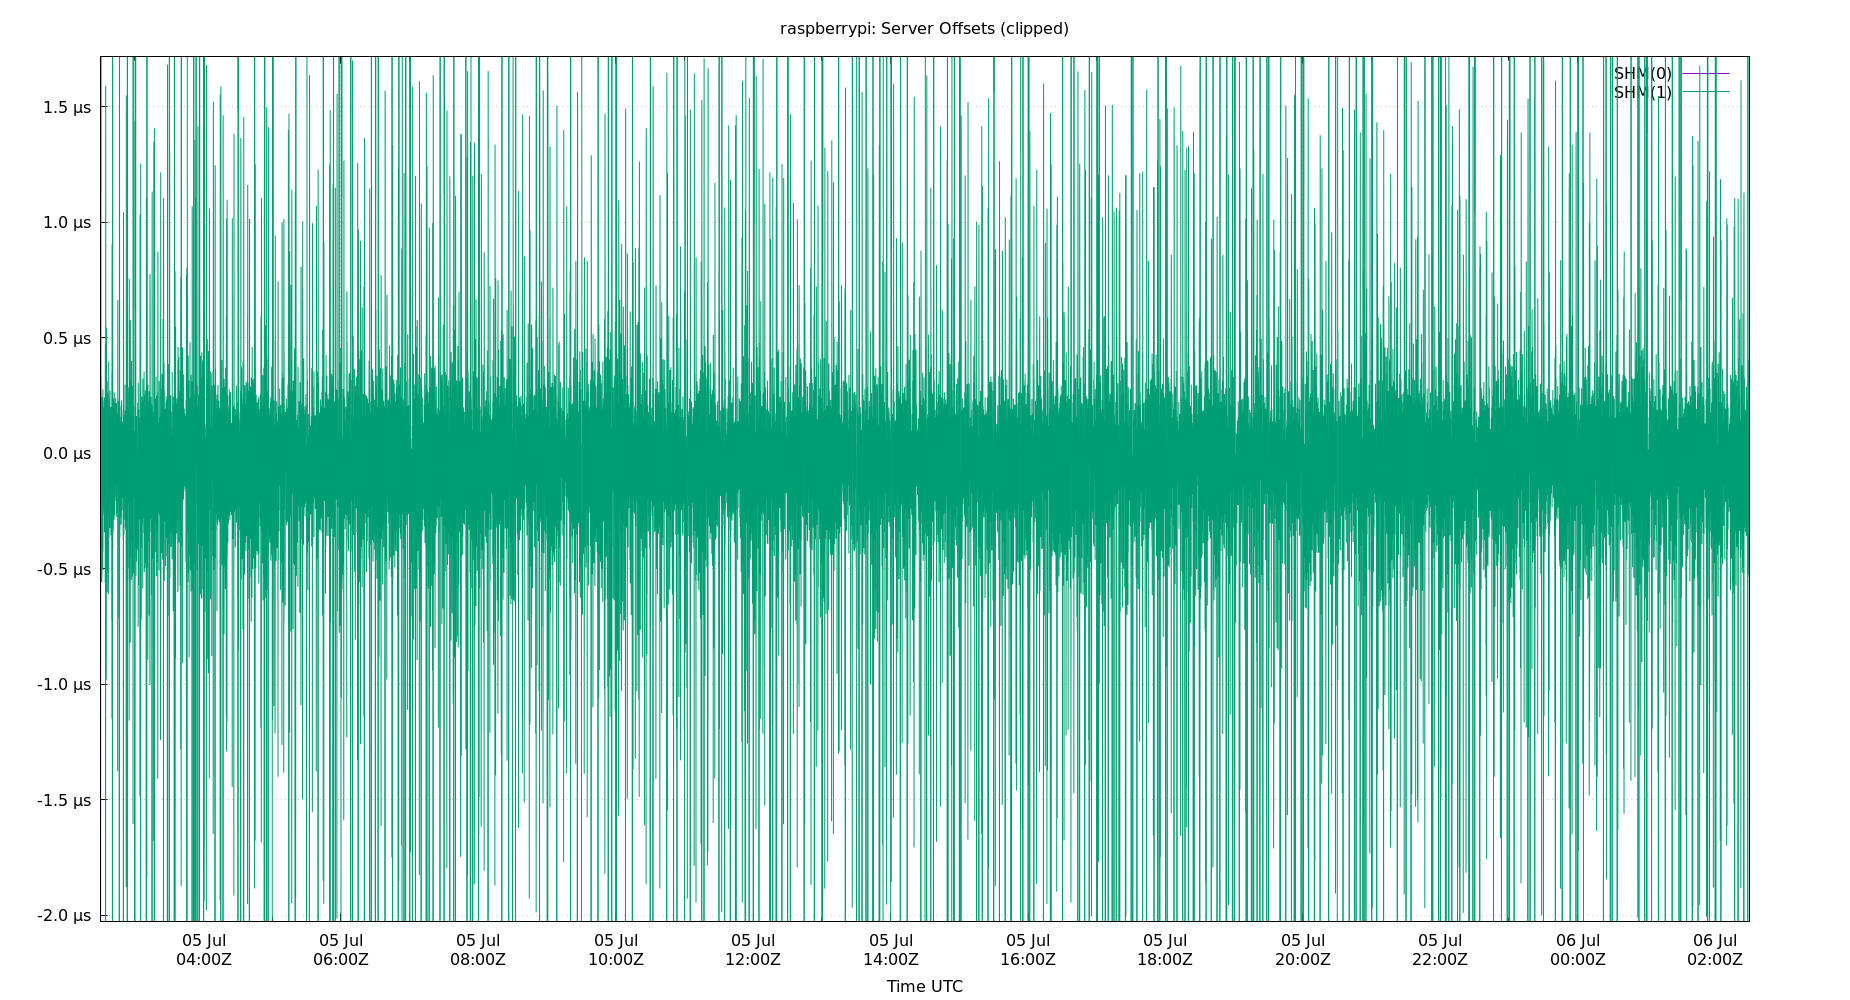 raspberrypi: Server Offsets (clipped)
SHM(0)
SHM(1)
1.5 µs
1.0 µs
0.5 µs
0.0 µs
-0.5 µs
-1.0 µs
-1.5 µs
-2.0 µs
05 Jul 05 Jul 05 Jul 05 Jul 05 Jul 05 Jul 05 Jul 05 Jul 05 Jul 05 Jul 06 Jul 06 Jul
04:00Z 06:00Z 08:00Z 10:00Z 12:00Z 14:00Z 16:00Z 18:00Z 20:00Z 22:00Z 00:00Z 02:00Z
Time UTC